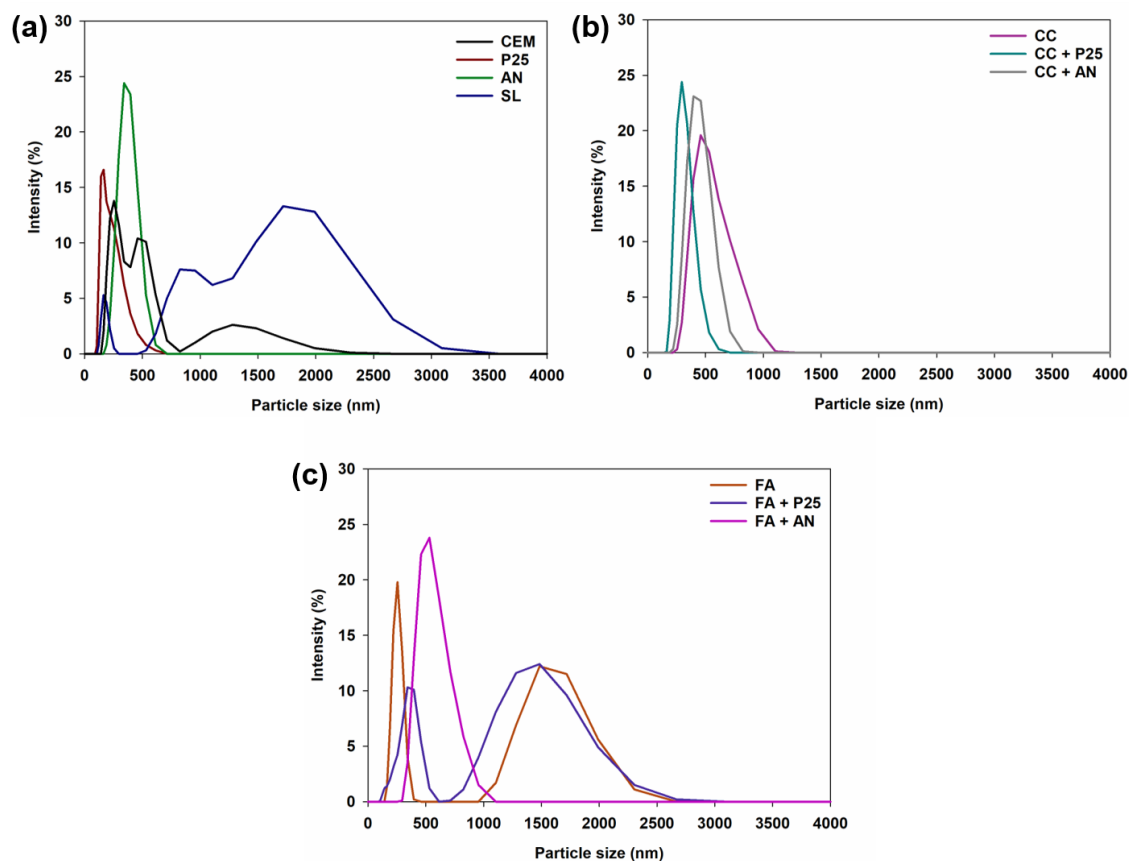 (a)
30
25
20
15
10
5
0
Intensity (%)
CEM
P25
AN
SL
0 500 1000 1500 2000 2500 3000 3500 4000
Particle size (nm)
(b)
30
25
20
15
10
5
0
Intensity (%)
CC
CC + P25
CC + AN
0 500 1000 1500 2000 2500 3000 3500 4000
Particle size (nm)
(c)
30
25
20
15
10
5
0
Intensity (%)
FA
FA + P25
FA + AN
0 500 1000 1500 2000 2500 3000 3500 4000
Particle size (nm)